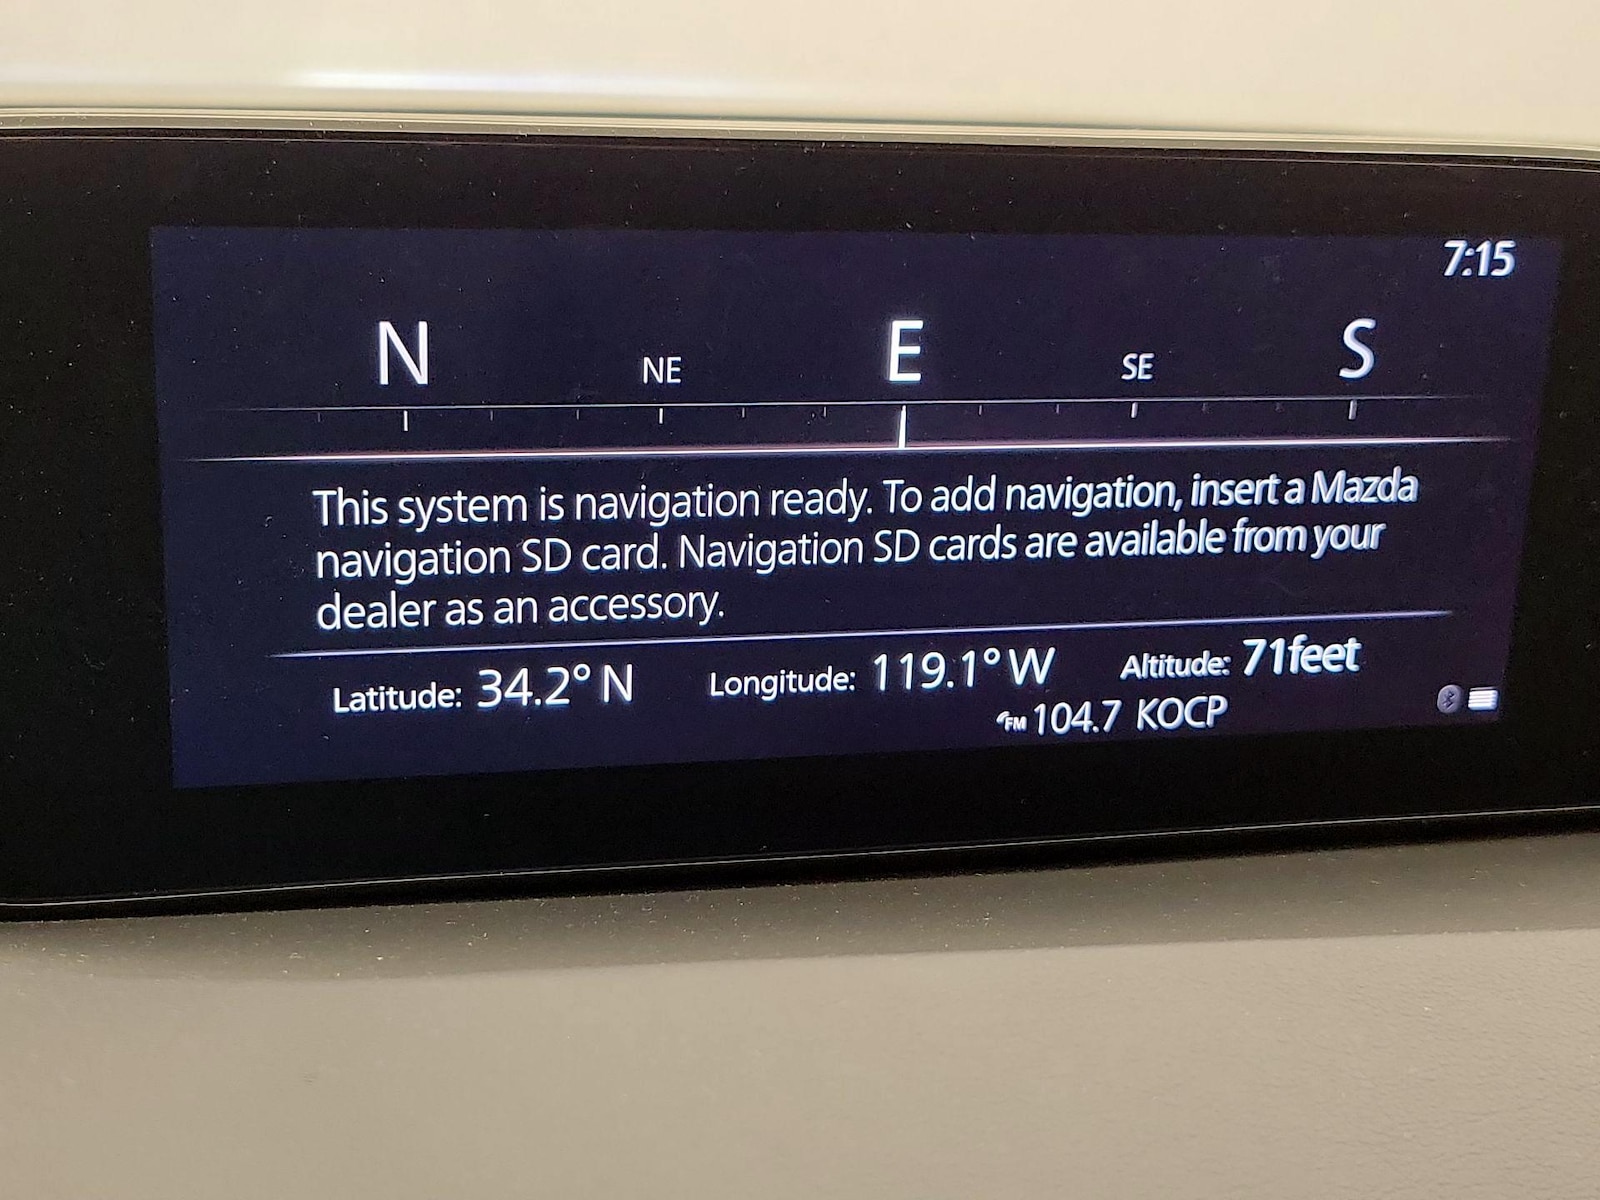 7:15
N NE E SE S
This system is navigation ready. To add navigation, insert a Mazda
navigation SD card. Navigation SD cards are available from your
dealer as an accessory.
Latitude: 34.2° N Longitude: 119.1° W Altitude: 71feet
FM 104.7 KOCP